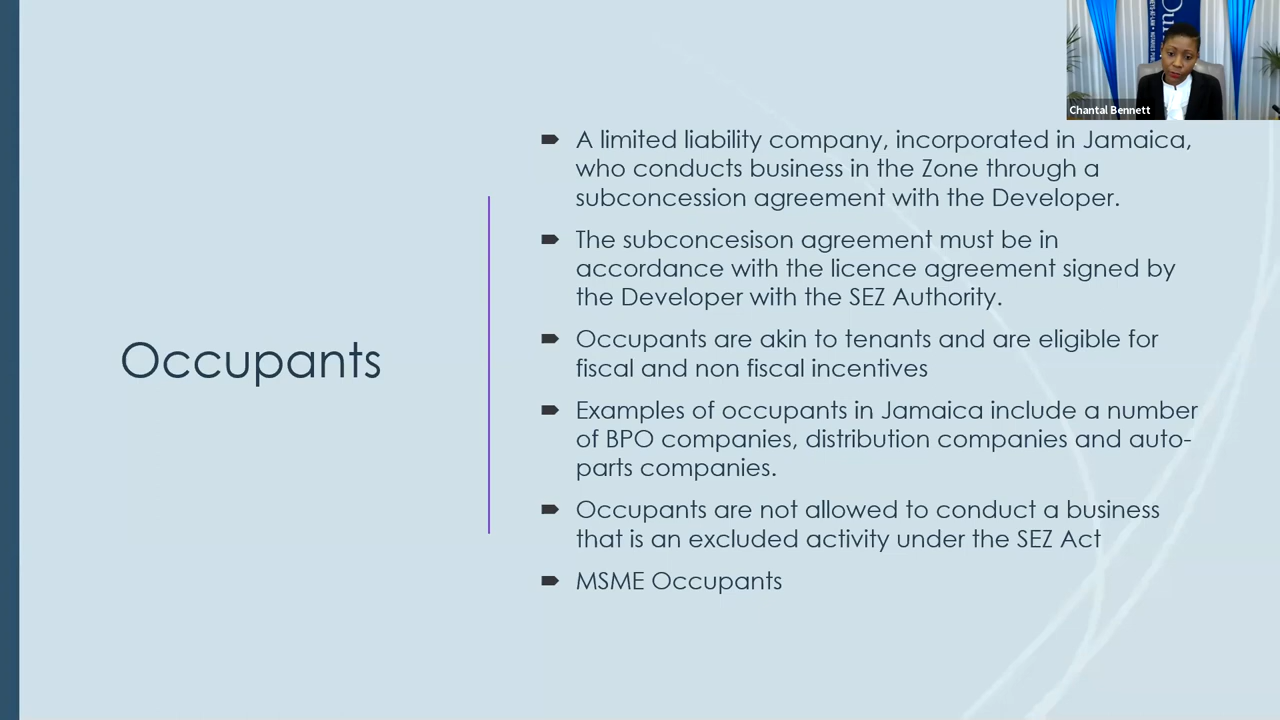 Chantal Bennett
Occupants
A limited liability company, incorporated in Jamaica,
who conducts business in the Zone through a
subconcession agreement with the Developer.
The subconcesison agreement must be in
accordance with the licence agreement signed by
the Developer with the SEZ Authority.
Occupants are akin to tenants and are eligible for
fiscal and non fiscal incentives
Examples of occupants in Jamaica include a number
of BPO companies, distribution companies and auto-
parts companies.
Occupants are not allowed to conduct a business
that is an excluded activity under the SEZ Act
MSME Occupants